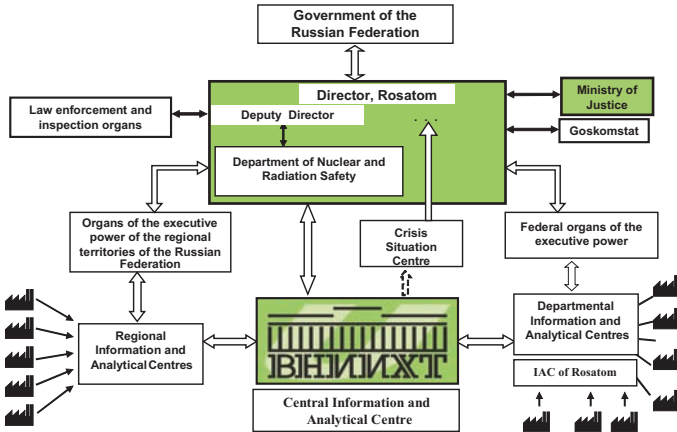 Government of the
Russian Federation
Director, Rosatom
Deputy Director
. . .
Department of Nuclear and
Radiation Safety
Law enforcement and
inspection organs
Ministry of
Justice
Goskomstat
Organs of the executive
power of the regional
territories of the Russian
Federation
Crisis
Situation
Centre
Federal organs of the
executive power
Regional
Information and
Analytical Centres
ВНИИХТ
Central Information and
Analytical Centre
Departmental
Information and
Analytical Centres
IAC of Rosatom